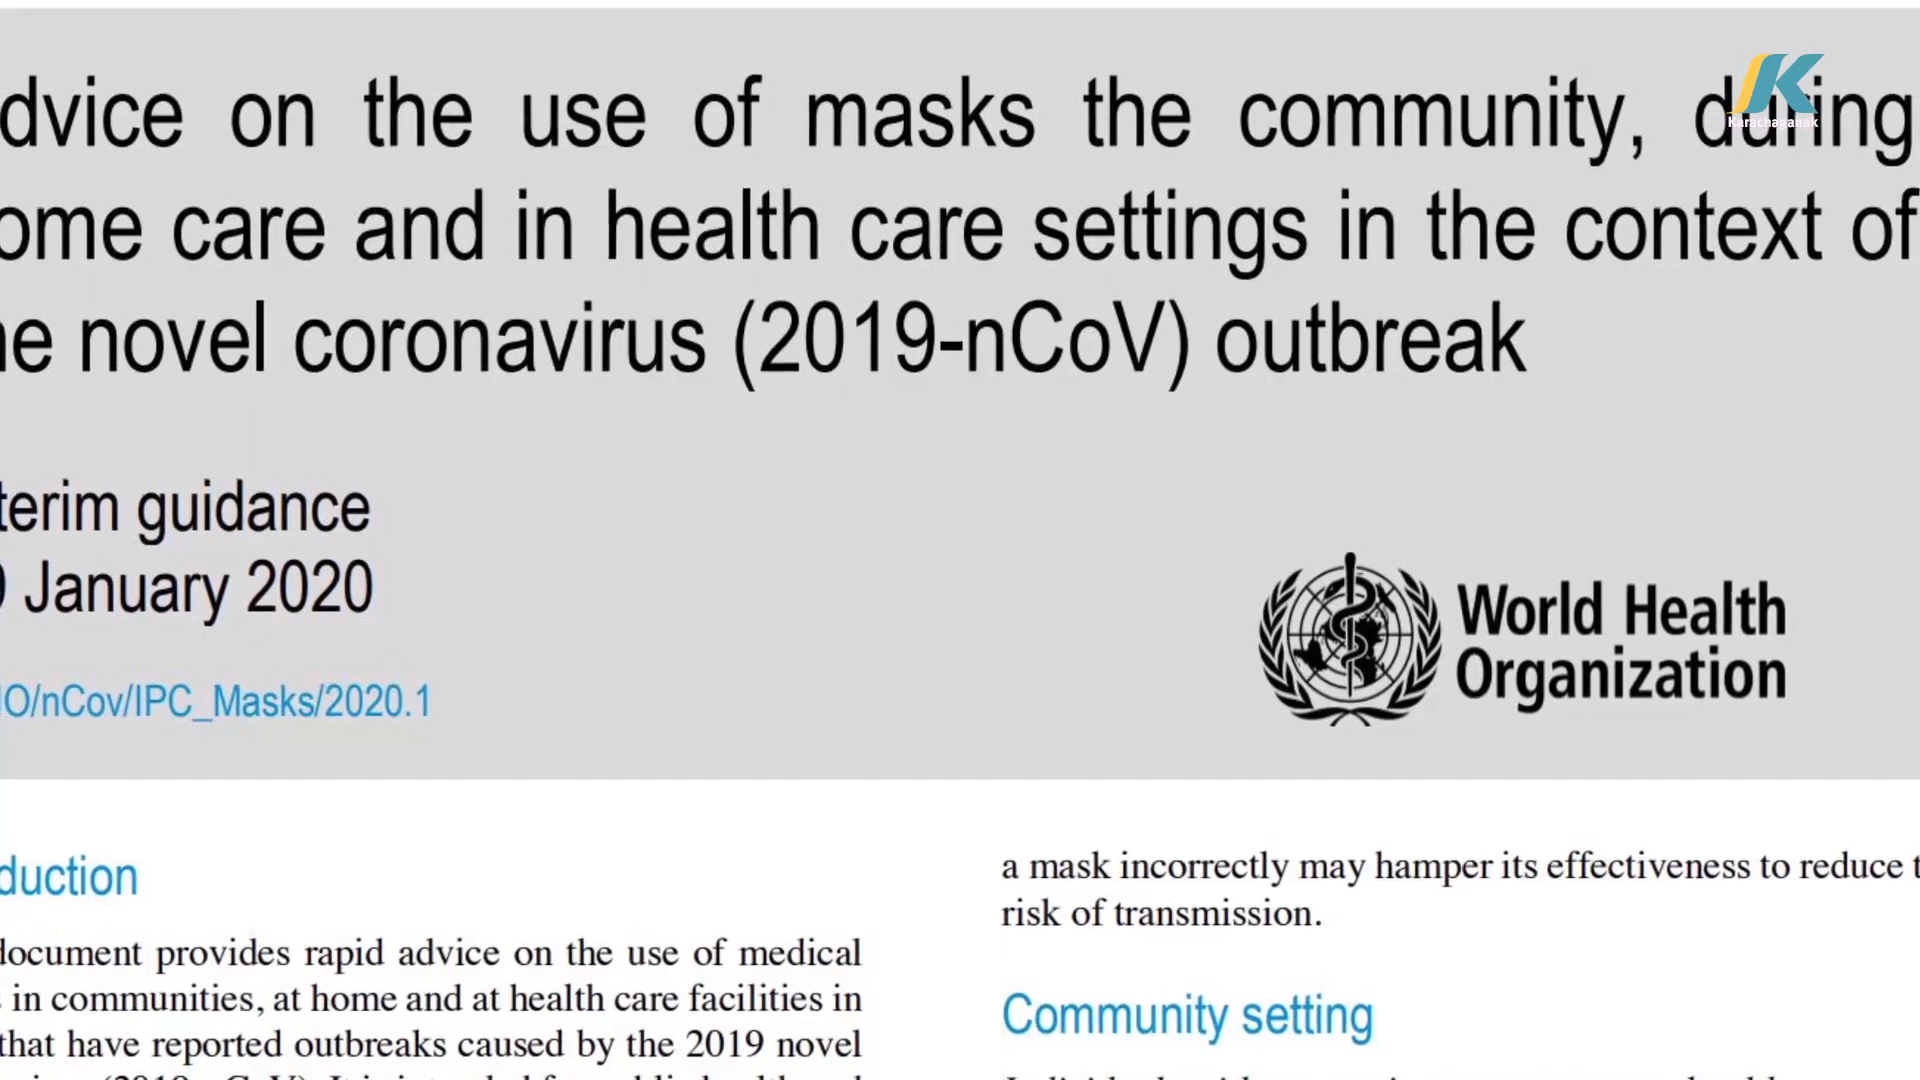 dvice on the use of masks the community, during
ome care and in health care settings in the context of
he novel coronavirus (2019-nCoV) outbreak
terim guidance
9 January 2020
HO/nCov/IPC_Masks/2020.1
World Health
Organization
Karachaganak
duction
document provides rapid advice on the use of medical
s in communities, at home and at health care facilities in
that have reported outbreaks caused by the 2019 novel
a mask incorrectly may hamper its effectiveness to reduce t
risk of transmission.
Community setting